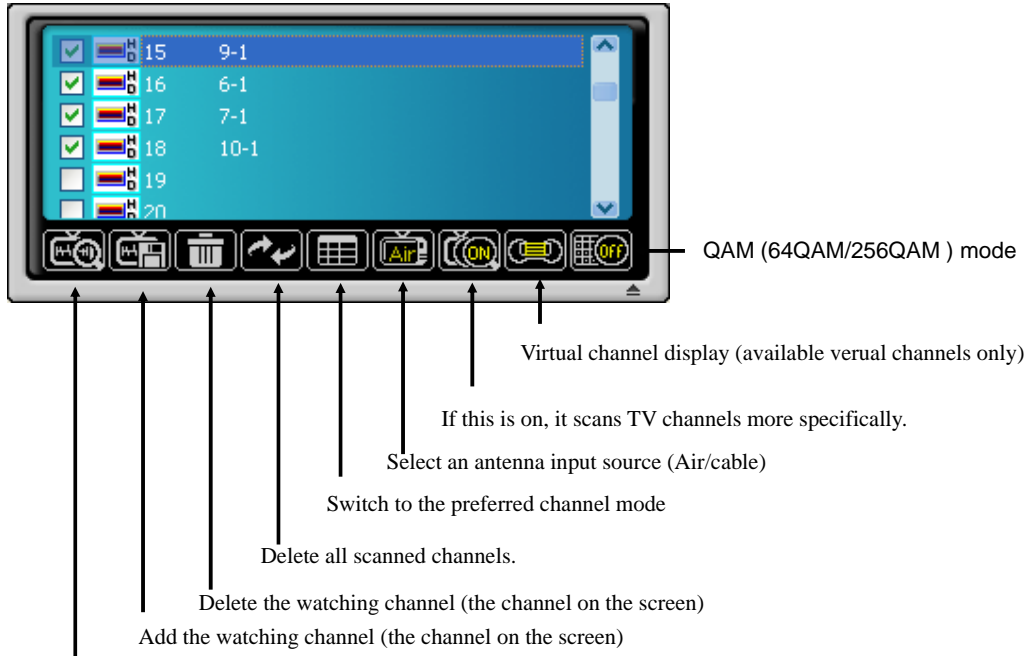 H D 15 9-1
H D 16 6-1
H D 17 7-1
H D 18 10-1
H D 19
H D 20
Air ON OFF
QAM (64QAM/256QAM ) mode
Virtual channel display (available verual channels only)
If this is on, it scans TV channels more specifically.
Select an antenna input source (Air/cable)
Switch to the preferred channel mode
Delete all scanned channels.
Delete the watching channel (the channel on the screen)
Add the watching channel (the channel on the screen)